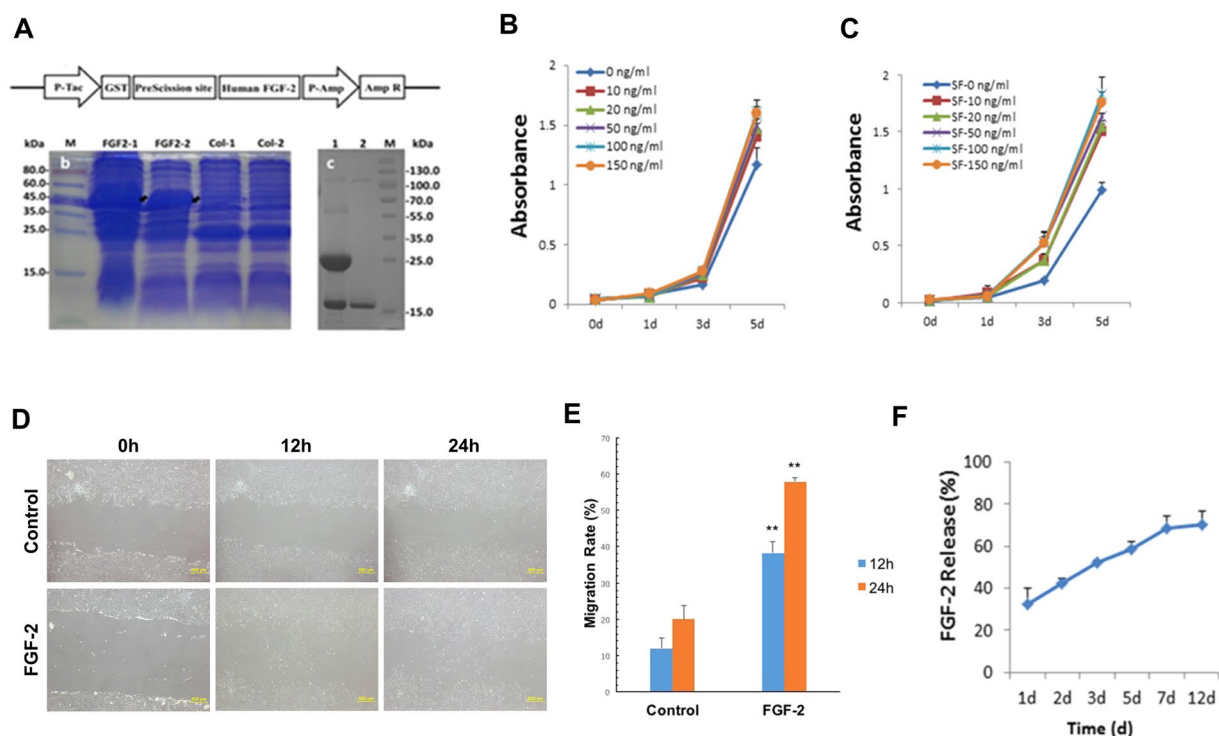 A
P-Tac GST PreScission site Human FGF-2 P-Amp Amp R
kDa M FGF2-1 FGF2-2 Col-1 Col-2
b
80.0
60.0
45.0
35.0
25.0
15.0
1 2 M kDa
c
130.0
100.0
70.0
55.0
35.0
25.0
15.0
B
0 ng/ml
10 ng/ml
20 ng/ml
50 ng/ml
100 ng/ml
150 ng/ml
Absorbance
2
1.5
1
0.5
0
0d 1d 3d 5d
C
SF-0 ng/ml
SF-10 ng/ml
SF-20 ng/ml
SF-50 ng/ml
SF-100 ng/ml
SF-150 ng/ml
Absorbance
2
1.5
1
0.5
0
0d 1d 3d 5d
D
0h 12h 24h
Control
FGF-2
E
Migration Rate (%)
70
60
50
40
30
20
10
0
** **
Control FGF-2
12h
24h
F
FGF-2 Release (%)
100
80
60
40
20
0
1d 2d 3d 5d 7d 12d
Time (d)